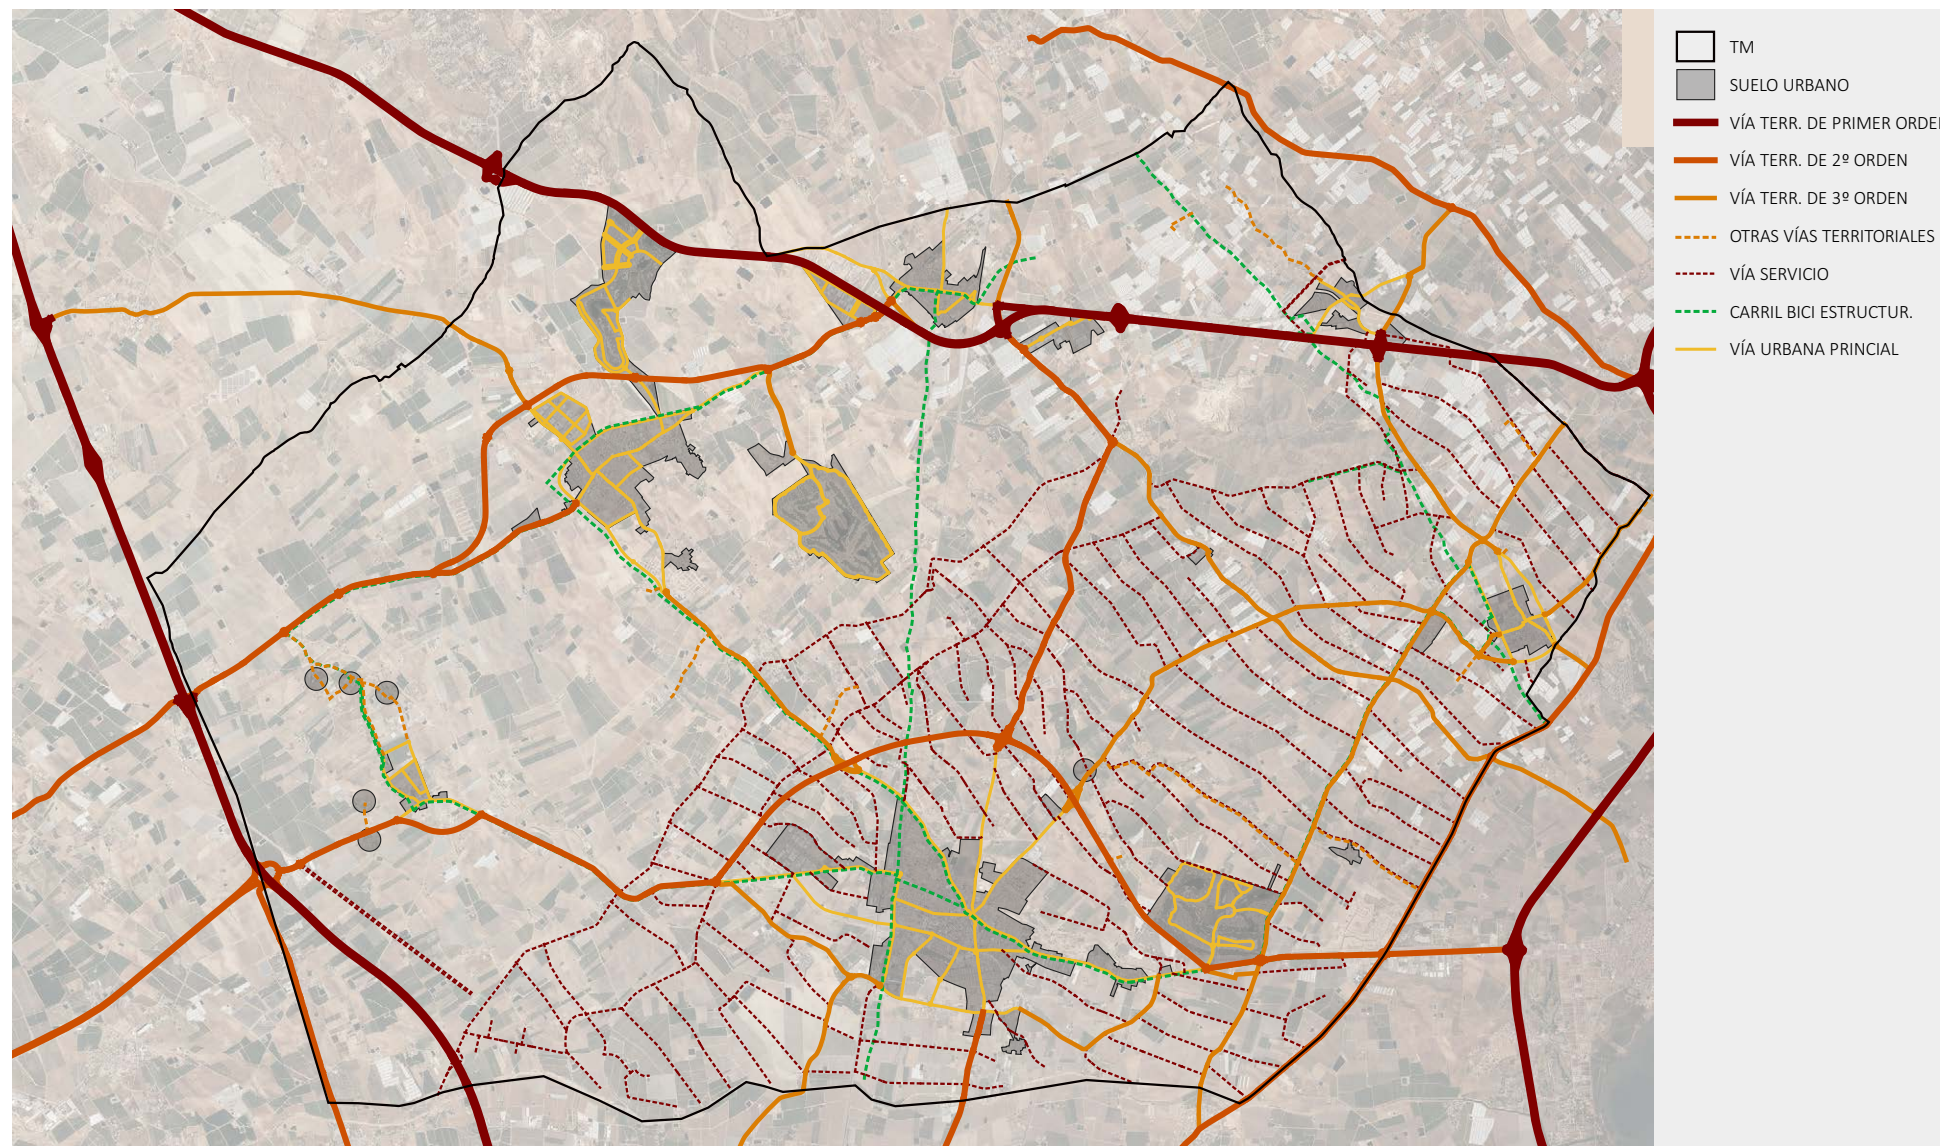 TM
SUELO URBANO
VÍA TERR. DE PRIMER ORDE
VÍA TERR. DE 2º ORDEN
VÍA TERR. DE 3º ORDEN
OTRAS VÍAS TERRITORIALES
VÍA SERVICIO
CARRIL BICI ESTRUCTUR.
VÍA URBANA PRINCIAL